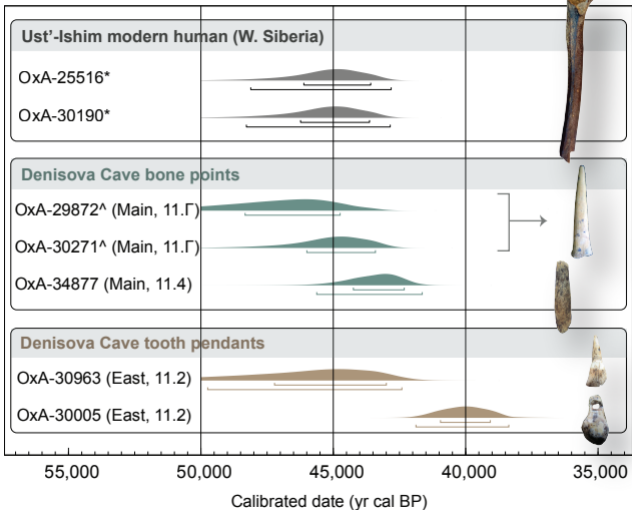 Ust'-Ishim modern human (W. Siberia)
OxA-25516*
OxA-30190*
Denisova Cave bone points
OxA-29872^ (Main, 11.Г)
OxA-30271^ (Main, 11.Г)
OxA-34877 (Main, 11.4)
Denisova Cave tooth pendants
OxA-30963 (East, 11.2)
OxA-30005 (East, 11.2)
55,000 50,000 45,000 40,000 35,000
Calibrated date (yr cal BP)